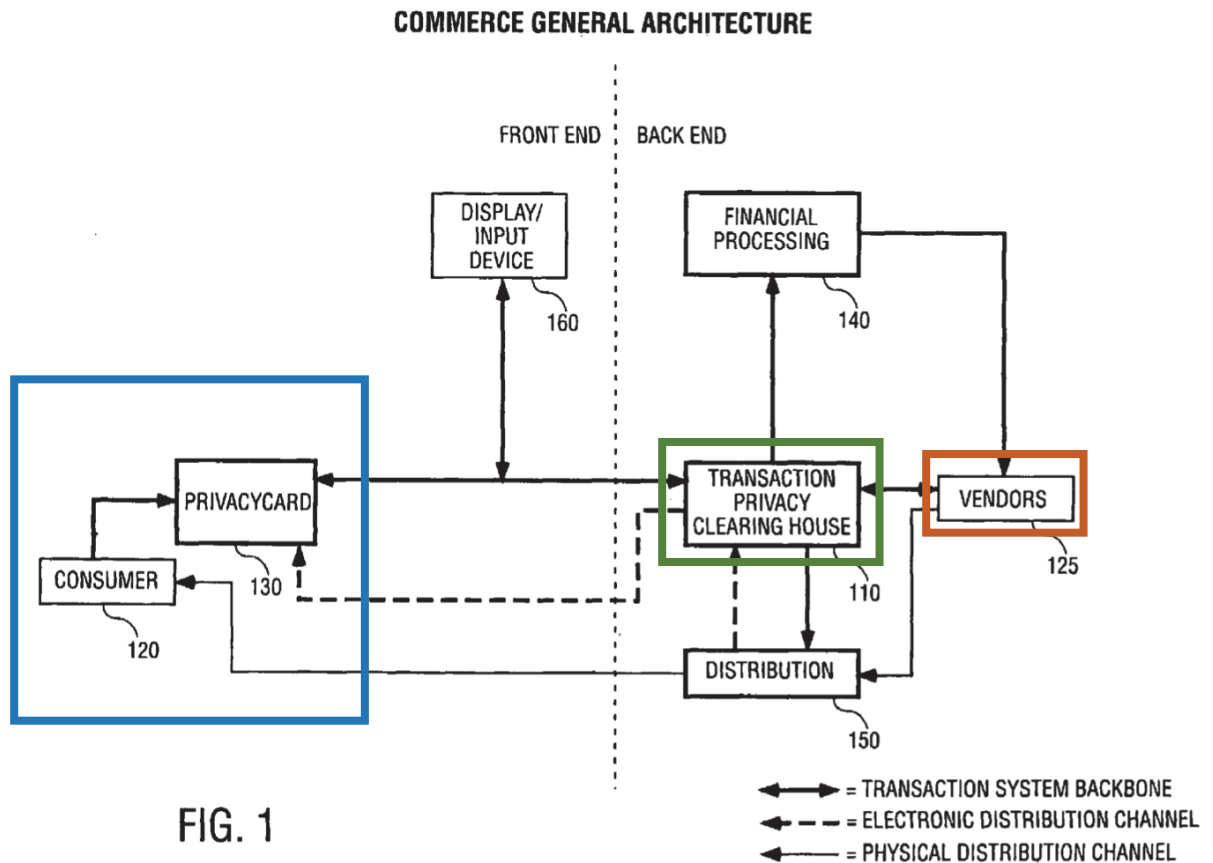 COMMERCE GENERAL ARCHITECTURE
FRONT END
BACK END
DISPLAY/
INPUT
DEVICE
160
FINANCIAL
PROCESSING
140
PRIVACYCARD
130
CONSUMER
120
TRANSACTION
PRIVACY
CLEARING HOUSE
110
VENDORS
125
DISTRIBUTION
150
= TRANSACTION SYSTEM BACKBONE
= ELECTRONIC DISTRIBUTION CHANNEL
= PHYSICAL DISTRIBUTION CHANNEL
FIG. 1